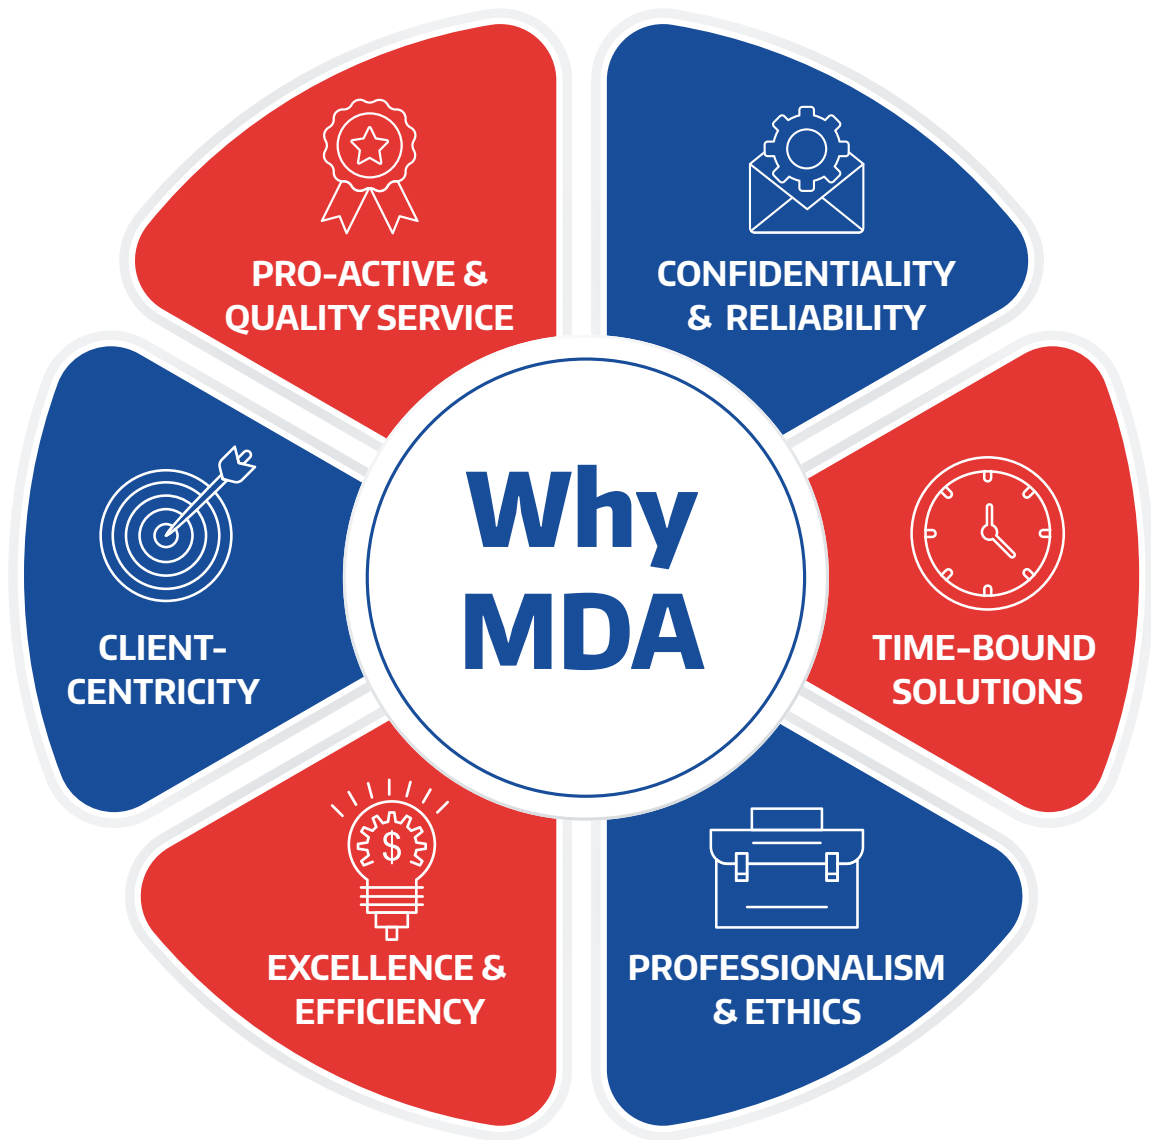 PRO-ACTIVE &
QUALITY SERVICE
CONFIDENTIALITY
& RELIABILITY
CLIENT-
CENTRICITY
Why
MDA
TIME-BOUND
SOLUTIONS
$
EXCELLENCE &
EFFICIENCY
PROFESSIONALISM
& ETHICS